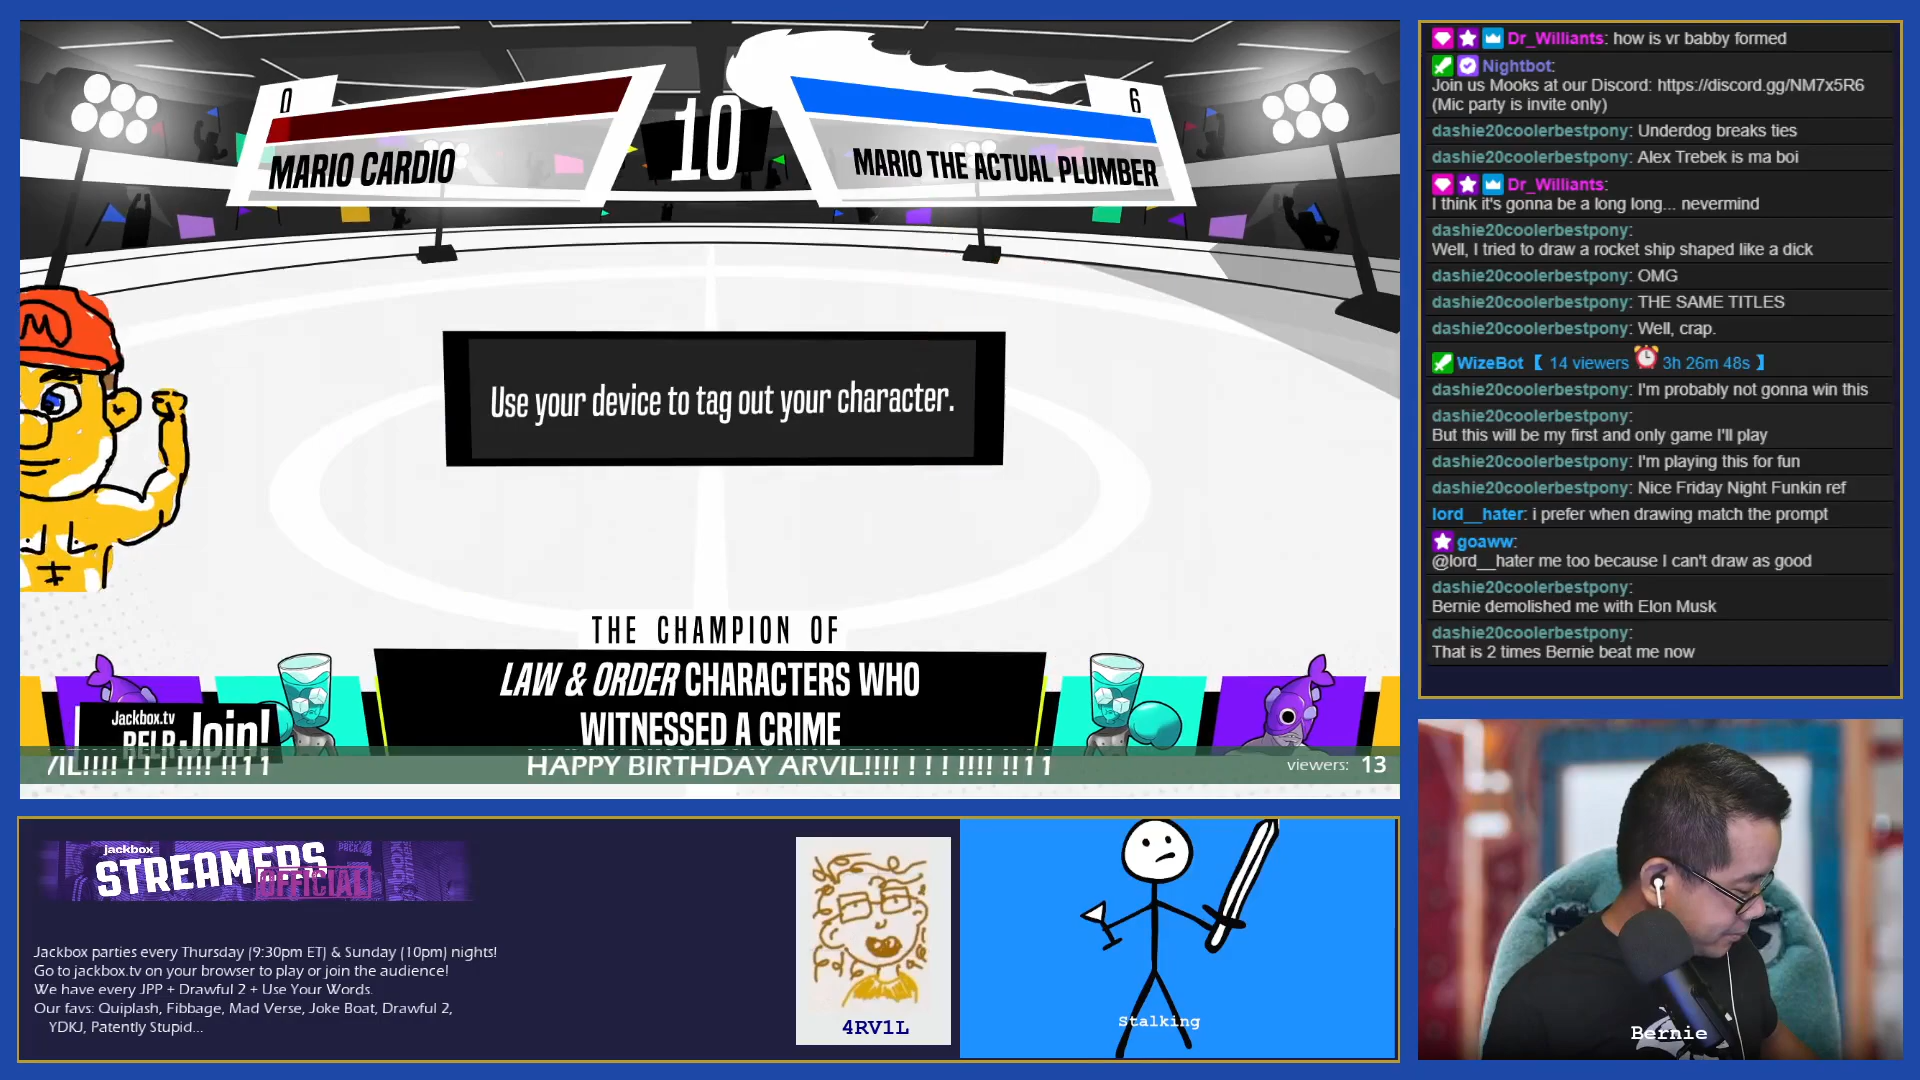 0
MARIO CARDIO
10
6
MARIO THE ACTUAL PLUMBER
M
Use your device to tag out your character.
THE CHAMPION OF
LAW & ORDER CHARACTERS WHO
WITNESSED A CRIME
Jackbox.tv
Join!
/IL!!!! ! ! ! !!!! !!11
HAPPY BIRTHDAY ARVIL!!!! ! ! ! !!!! !!11
viewers: 13
jackbox
STREAMERS
OFFICIAL
Jackbox parties every Thursday (9:30pm ET) & Sunday (10pm) nights!
Go to jackbox.tv on your browser to play or join the audience!
We have every JPP + Drawful 2 + Use Your Words.
Our favs: Quiplash, Fibbage, Mad Verse, Joke Boat, Drawful 2,
YDKJ, Patently Stupid...
4RV1L
Stalking
Dr_Williants: how is vr babby formed
Nightbot:
Join us Mooks at our Discord: https://discord.gg/NM7x5R6
(Mic party is invite only)
dashie20coolerbestpony: Underdog breaks ties
dashie20coolerbestpony: Alex Trebek is ma boi
Dr_Williants:
I think it's gonna be a long long... nevermind
dashie20coolerbestpony:
Well, I tried to draw a rocket ship shaped like a dick
dashie20coolerbestpony: OMG
dashie20coolerbestpony: THE SAME TITLES
dashie20coolerbestpony: Well, crap.
WizeBot【 14 viewers ⏰ 3h 26m 48s 】
dashie20coolerbestpony: I'm probably not gonna win this
dashie20coolerbestpony:
But this will be my first and only game I'll play
dashie20coolerbestpony: I'm playing this for fun
dashie20coolerbestpony: Nice Friday Night Funkin ref
lord__hater: i prefer when drawing match the prompt
goaww:
@lord__hater me too because I can't draw as good
dashie20coolerbestpony:
Bernie demolished me with Elon Musk
dashie20coolerbestpony:
That is 2 times Bernie beat me now
Bernie